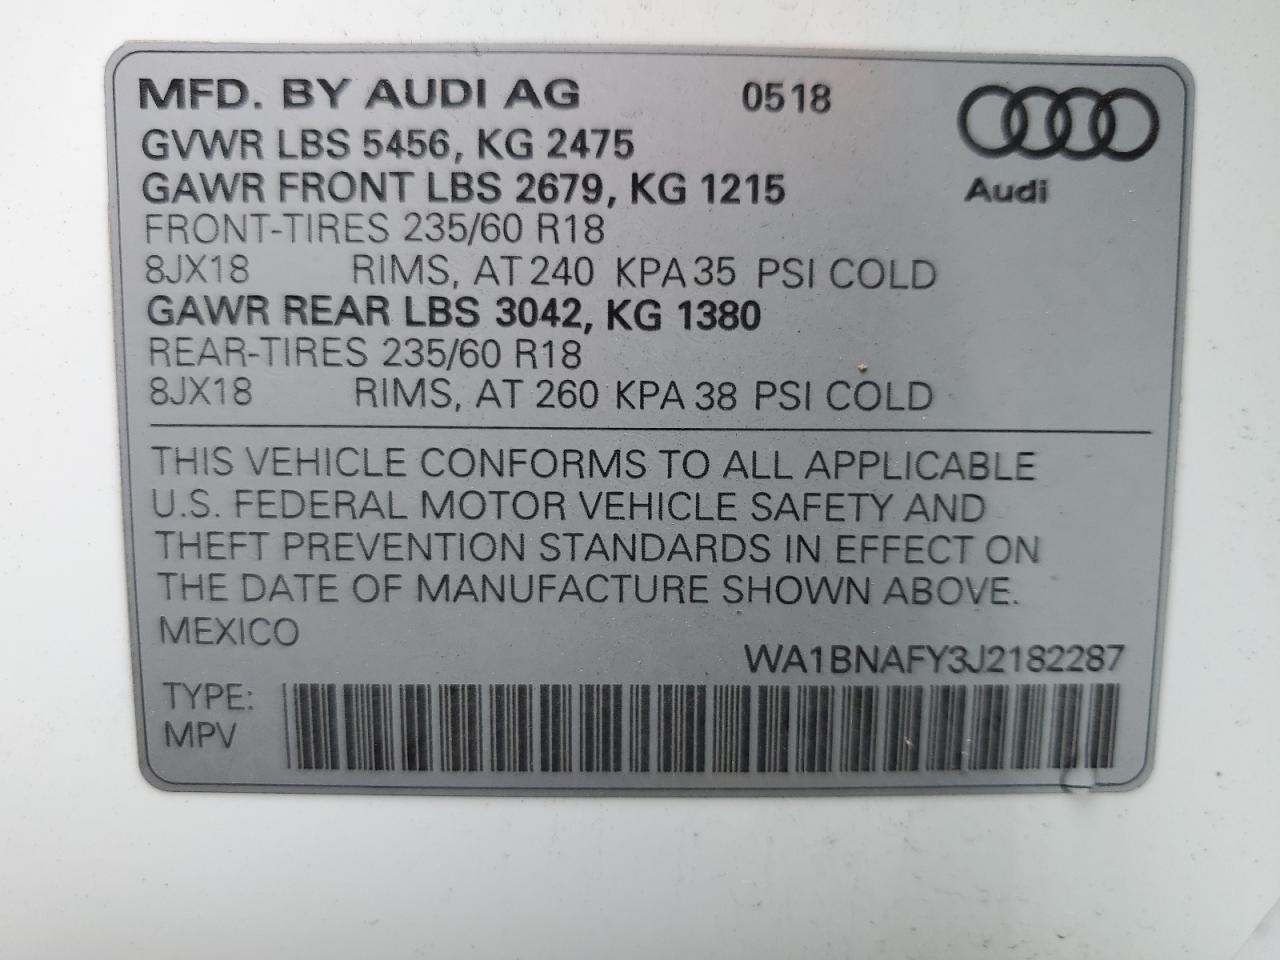 MFD. BY AUDI AG 0518
GVWR LBS 5456, KG 2475
GAWR FRONT LBS 2679, KG 1215
Audi
FRONT-TIRES 235/60 R18
8JX18 RIMS, AT 240 KPA 35 PSI COLD
GAWR REAR LBS 3042, KG 1380
REAR-TIRES 235/60 R18
8JX18 RIMS, AT 260 KPA 38 PSI COLD
THIS VEHICLE CONFORMS TO ALL APPLICABLE
U.S. FEDERAL MOTOR VEHICLE SAFETY AND
THEFT PREVENTION STANDARDS IN EFFECT ON
THE DATE OF MANUFACTURE SHOWN ABOVE.
MEXICO
WA1BNAFY3J2182287
TYPE:
MPV